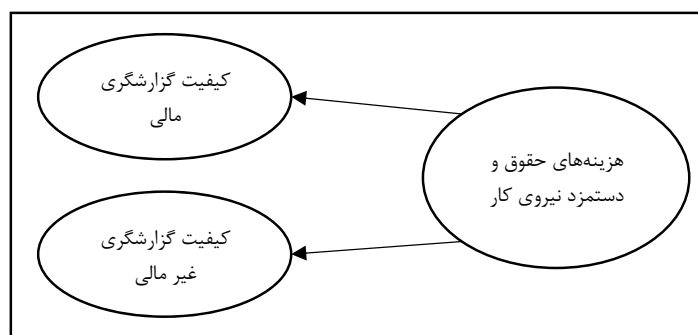 کیفیت گزارشگری
مالی
هزینه‌های حقوق و
دستمزد نیروی کار
کیفیت گزارشگری
غیر مالی